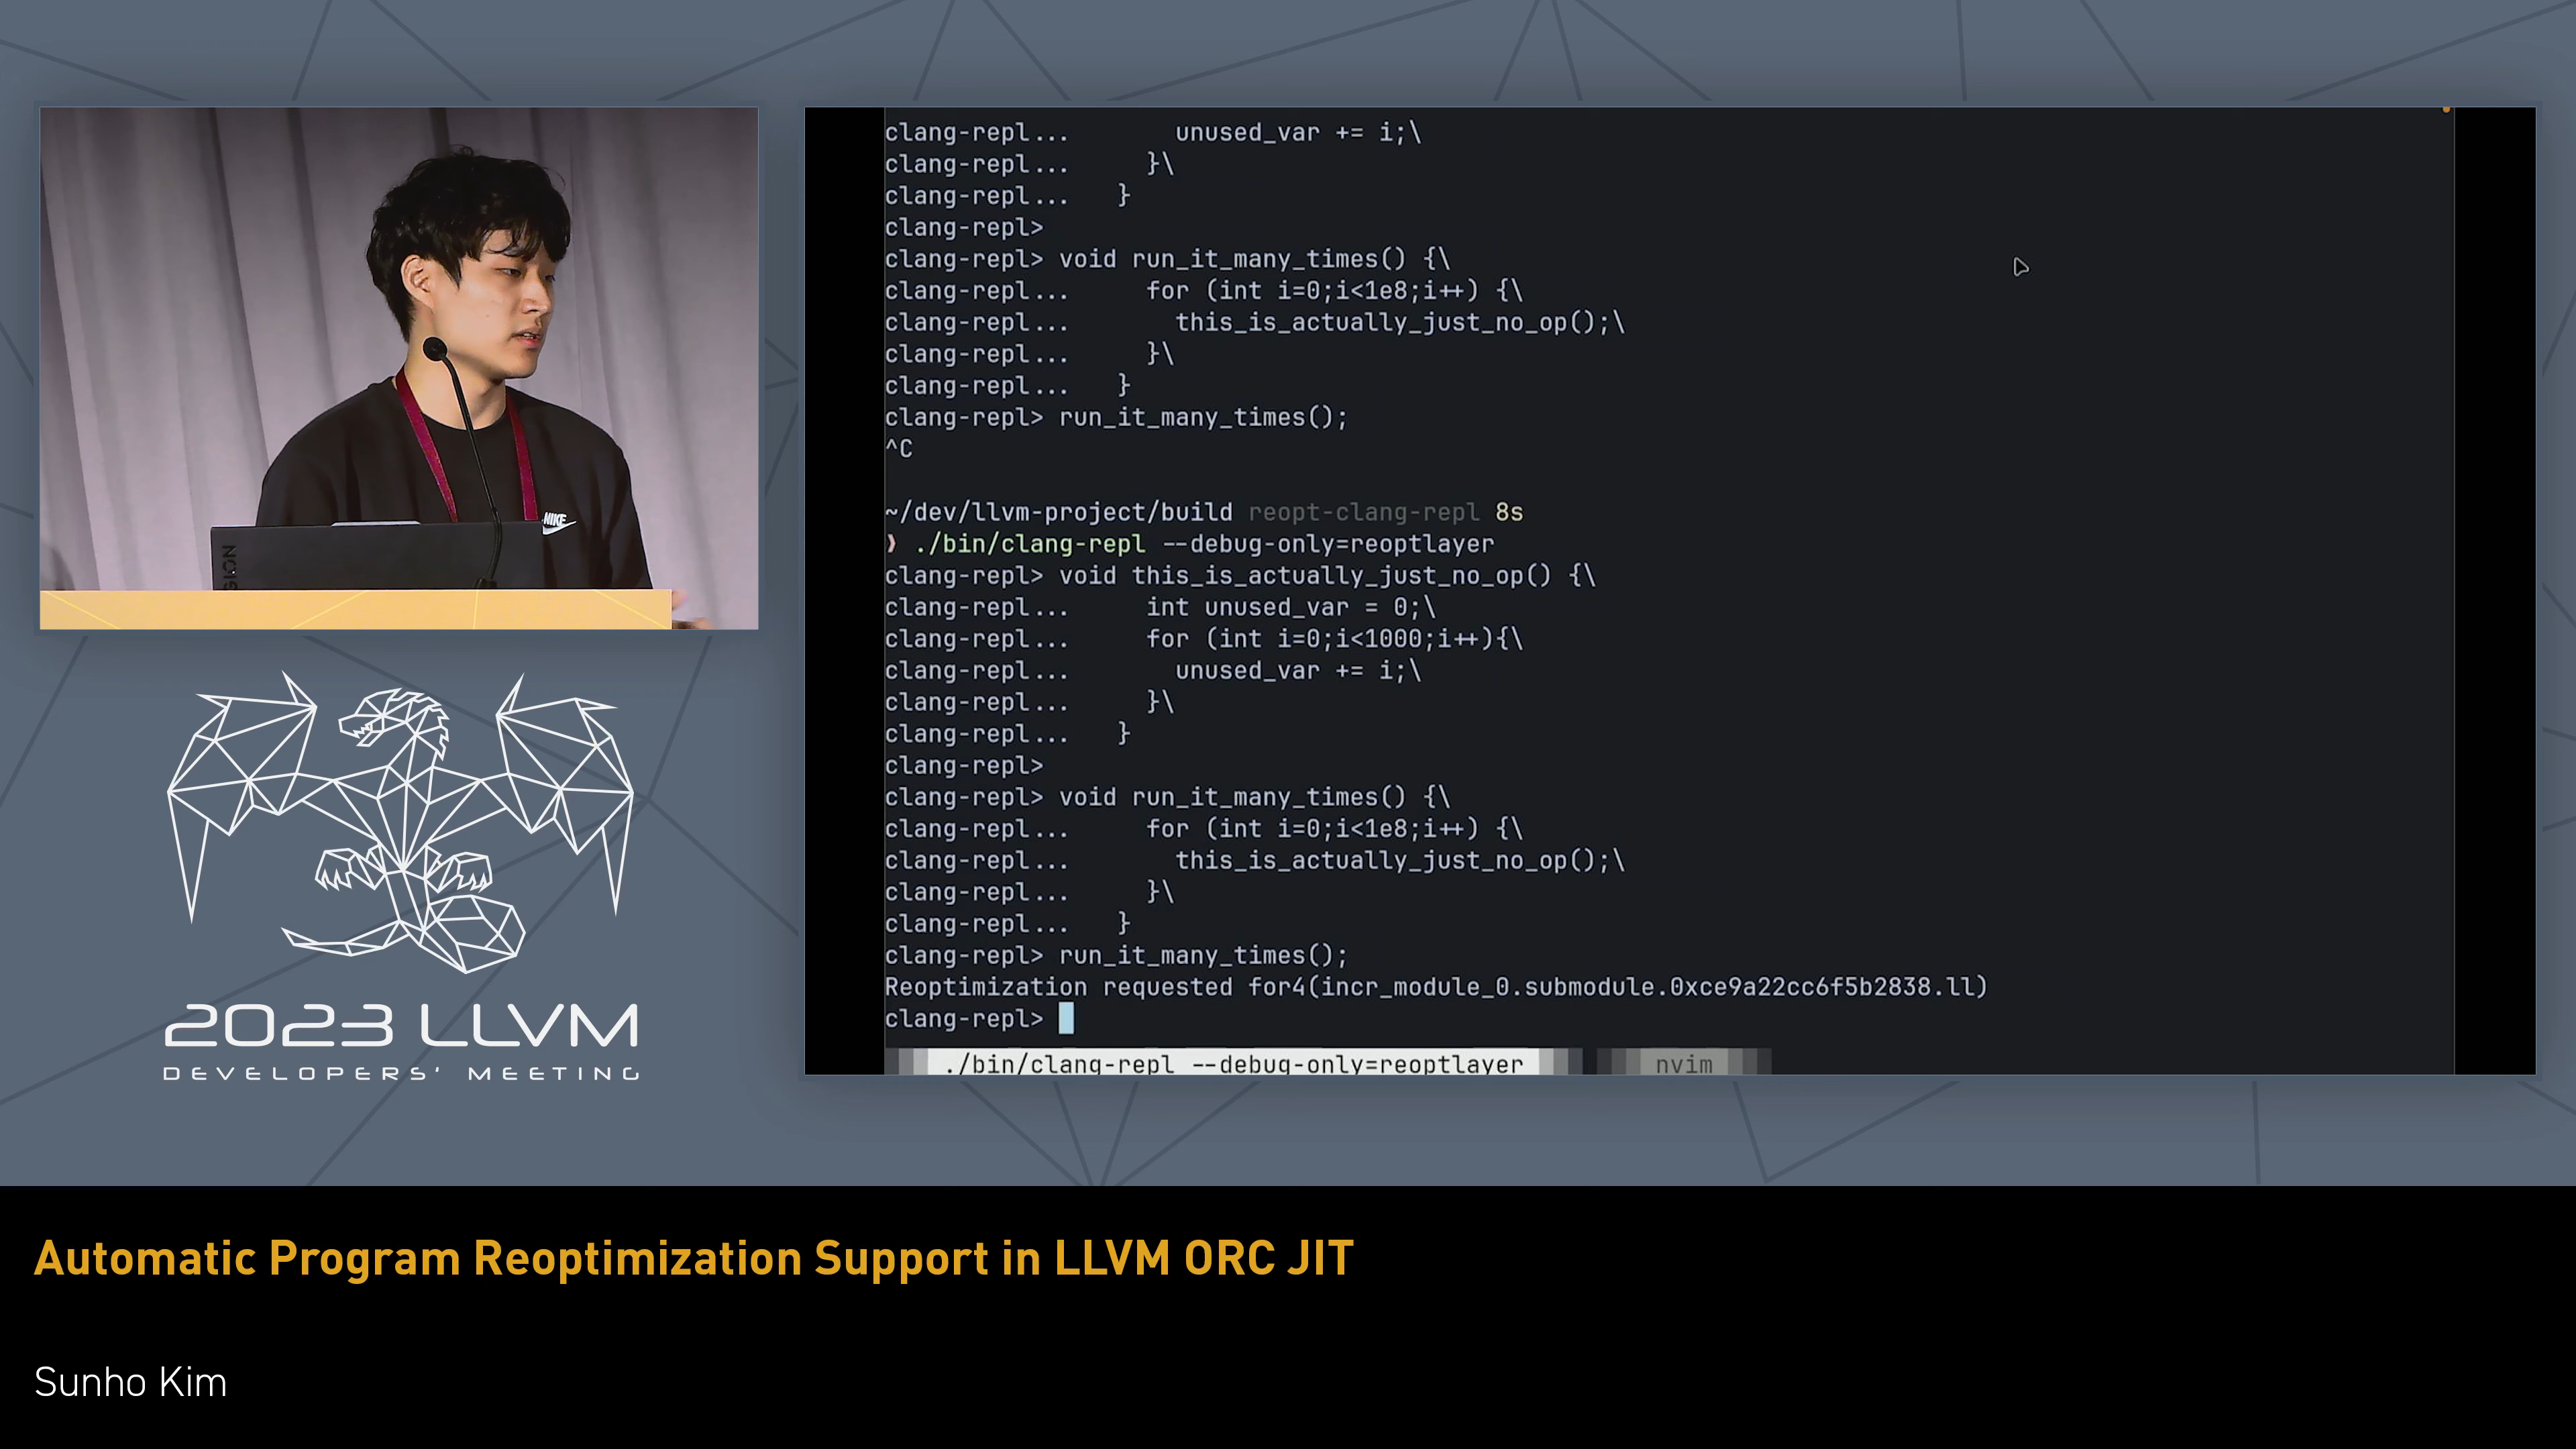 NIKE
clang-repl...       unused_var += i;\
clang-repl...     }\
clang-repl...   }
clang-repl>
clang-repl> void run_it_many_times() {\
clang-repl...     for (int i=0;i<1e8;i++) {\
clang-repl...       this_is_actually_just_no_op();\
clang-repl...     }\
clang-repl...   }
clang-repl> run_it_many_times();
^C
~/dev/llvm-project/build reopt-clang-repl 8s
❯ ./bin/clang-repl --debug-only=reoptlayer
clang-repl> void this_is_actually_just_no_op() {\
clang-repl...     int unused_var = 0;\
clang-repl...     for (int i=0;i<1000;i++){\
clang-repl...       unused_var += i;\
clang-repl...     }\
clang-repl...   }
clang-repl>
clang-repl> void run_it_many_times() {\
clang-repl...     for (int i=0;i<1e8;i++) {\
clang-repl...       this_is_actually_just_no_op();\
clang-repl...     }\
clang-repl...   }
clang-repl> run_it_many_times();
Reoptimization requested for4(incr_module_0.submodule.0xce9a22cc6f5b2838.ll)
clang-repl>
./bin/clang-repl --debug-only=reoptlayer nvim
2023 LLVM
DEVELOPERS' MEETING
Automatic Program Reoptimization Support in LLVM ORC JIT
Sunho Kim